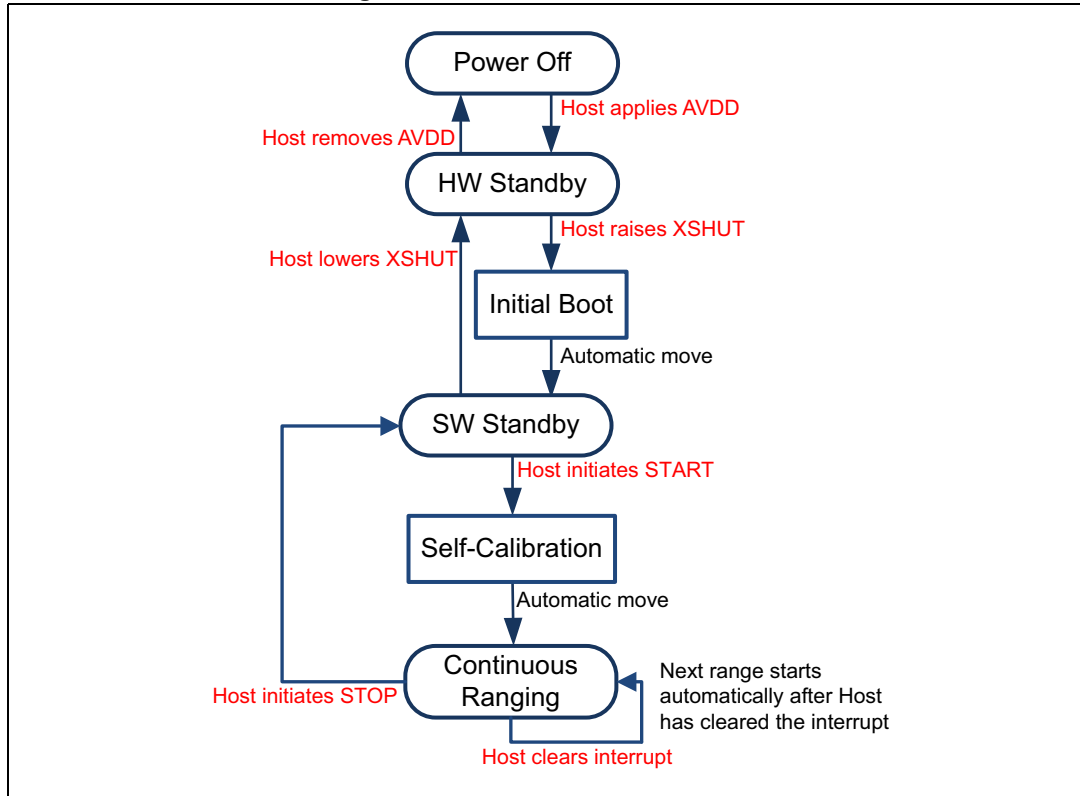 Power Off
Host applies AVDD
Host removes AVDD
HW Standby
Host raises XSHUT
Host lowers XSHUT
Initial Boot
Automatic move
SW Standby
Host initiates START
Self-Calibration
Automatic move
Continuous
Ranging
Next range starts
automatically after Host
has cleared the interrupt
Host initiates STOP
Host clears interrupt